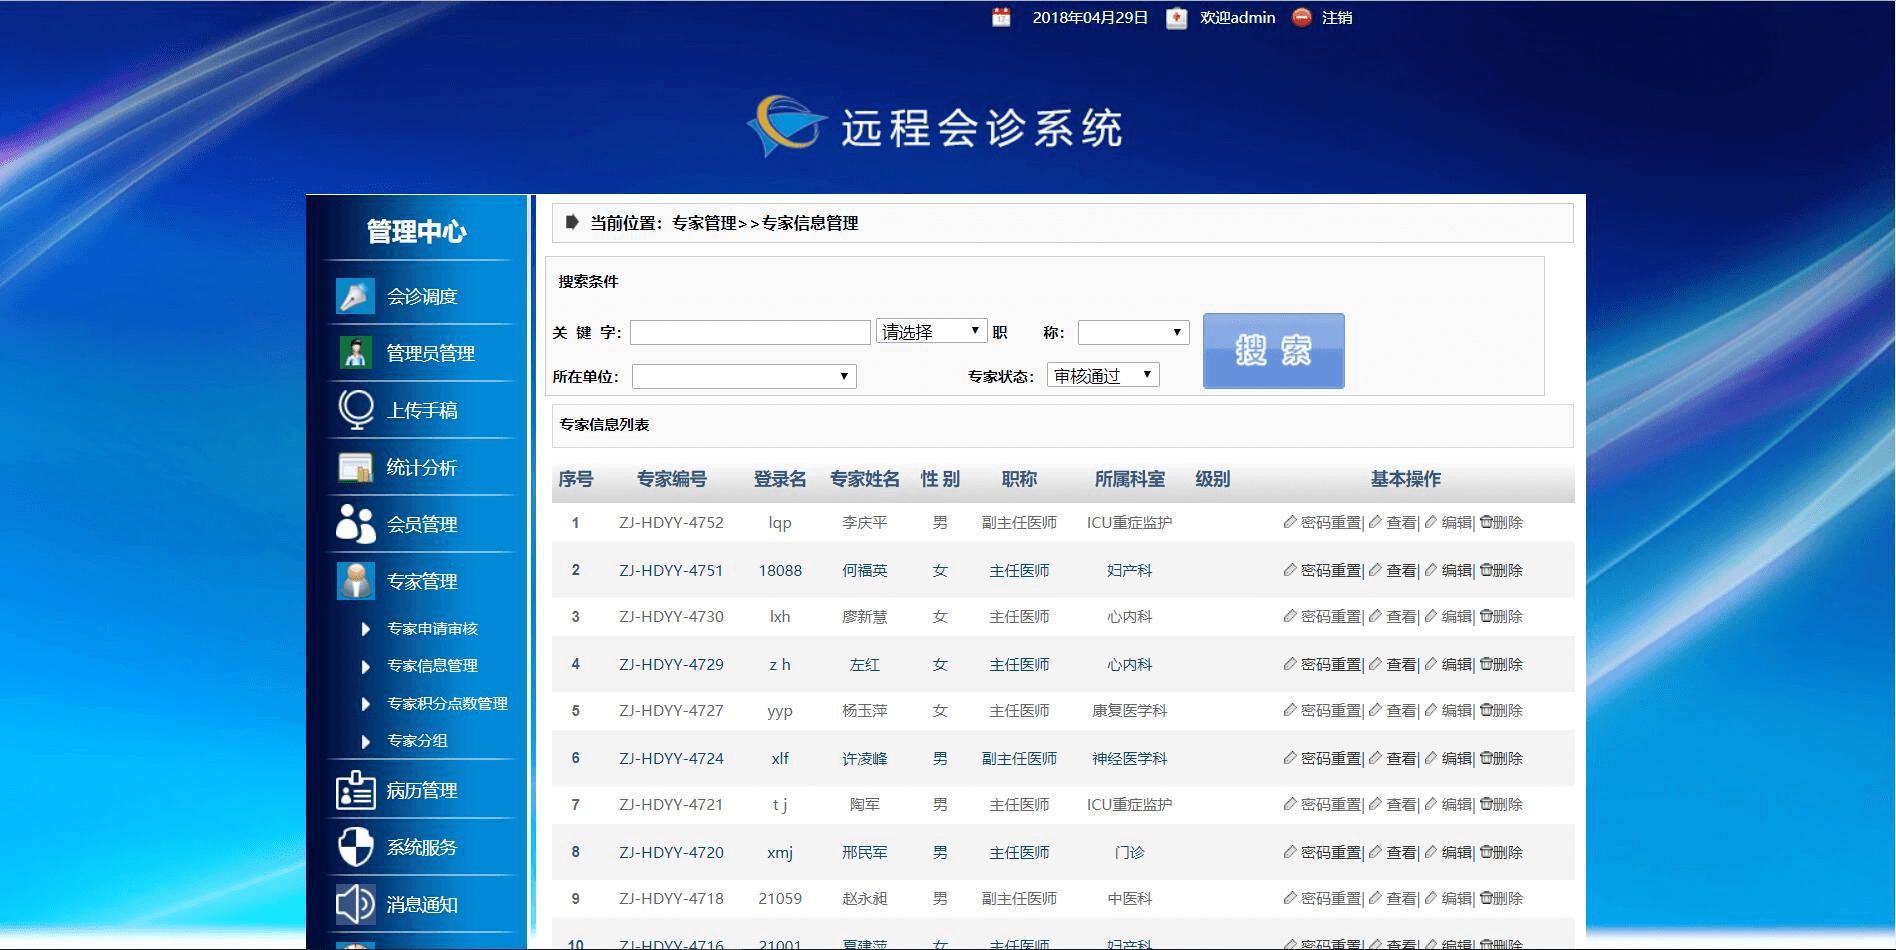 2018年04月29日 欢迎admin 注销
远程会诊系统
管理中心
会诊调度
管理员管理
上传手稿
统计分析
会员管理
专家管理
专家申请审核
专家信息管理
专家积分点数管理
专家分组
病历管理
系统服务
消息通知
当前位置：专家管理>>专家信息管理
搜索条件
关 键 字： 请选择 职 称： 搜 索
所在单位： 专家状态： 审核通过
专家信息列表
序号 专家编号 登录名 专家姓名 性 别 职称 所属科室 级别 基本操作
1 ZJ-HDYY-4752 lqp 李庆平 男 副主任医师 ICU重症监护 密码重置| 查看| 编辑| 删除
2 ZJ-HDYY-4751 18088 何福英 女 主任医师 妇产科 密码重置| 查看| 编辑| 删除
3 ZJ-HDYY-4730 lxh 廖新慧 女 主任医师 心内科 密码重置| 查看| 编辑| 删除
4 ZJ-HDYY-4729 z h 左红 女 主任医师 心内科 密码重置| 查看| 编辑| 删除
5 ZJ-HDYY-4727 yyp 杨玉萍 女 主任医师 康复医学科 密码重置| 查看| 编辑| 删除
6 ZJ-HDYY-4724 xlf 许凌峰 男 副主任医师 神经医学科 密码重置| 查看| 编辑| 删除
7 ZJ-HDYY-4721 t j 陶军 男 主任医师 ICU重症监护 密码重置| 查看| 编辑| 删除
8 ZJ-HDYY-4720 xmj 邢民军 男 主任医师 门诊 密码重置| 查看| 编辑| 删除
9 ZJ-HDYY-4718 21059 赵永昶 男 副主任医师 中医科 密码重置| 查看| 编辑| 删除
10 ZJ-HDYY-4716 21001 夏建萍 女 主任医师 妇产科 密码重置| 查看| 编辑| 删除